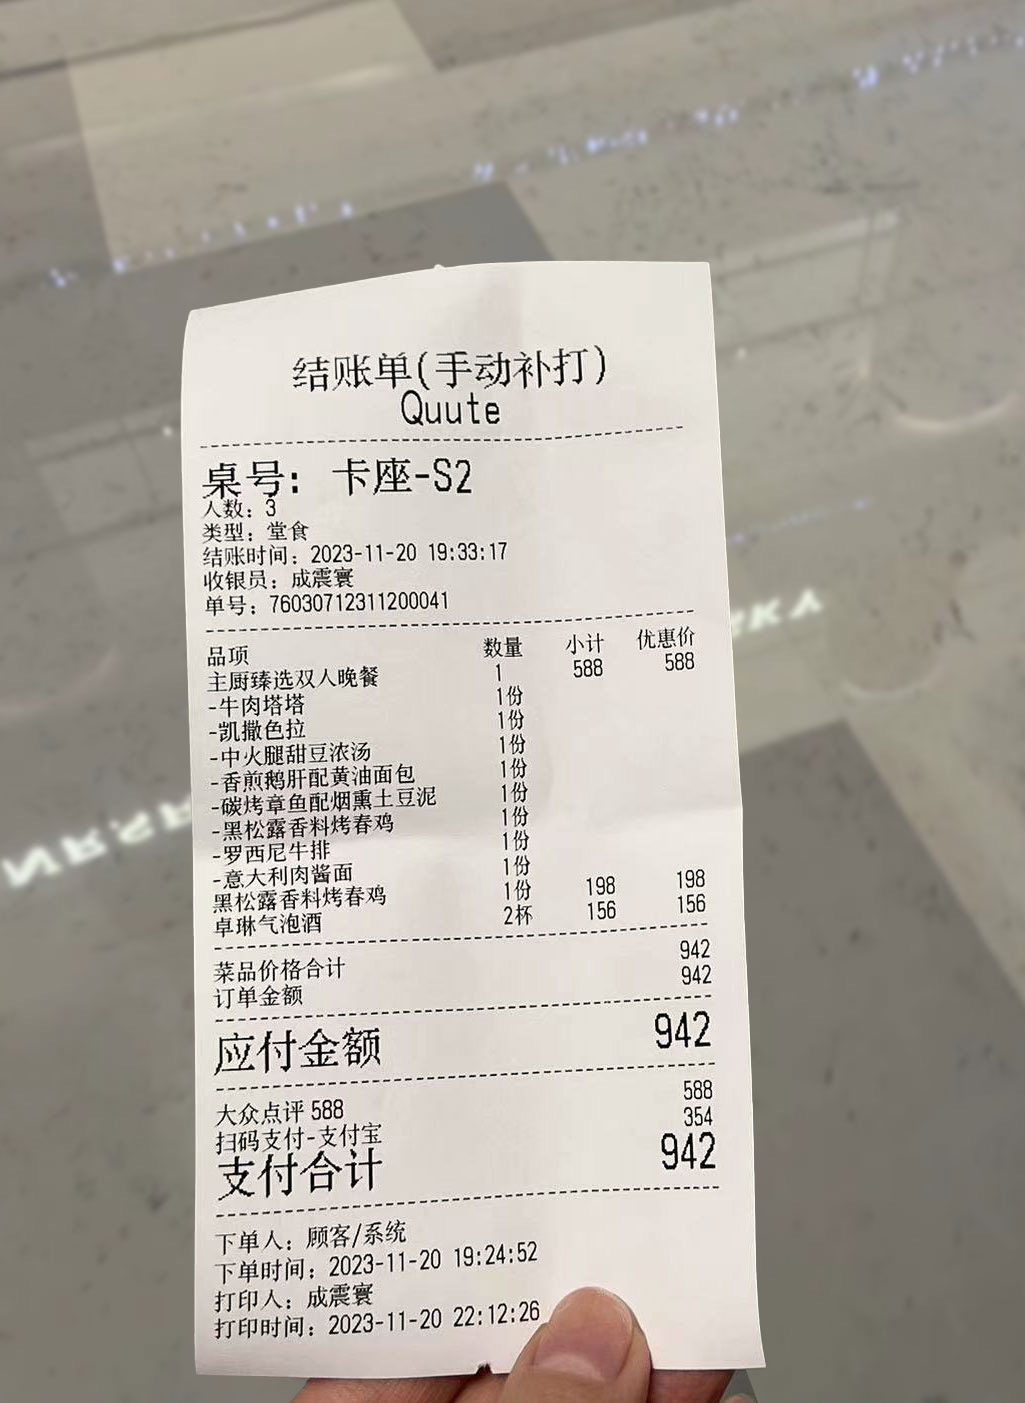 结账单(手动补打)
Quute
桌号: 卡座-S2
人数: 3
类型: 堂食
结账时间: 2023-11-20 19:33:17
收银员: 成震寰
单号: 76030712311200041
品项 数量 小计 优惠价
主厨臻选双人晚餐 1 588 588
-牛肉塔塔 1份
-凯撒色拉 1份
-中火腿甜豆浓汤 1份
-香煎鹅肝配黄油面包 1份
-碳烤章鱼配烟熏土豆泥 1份
-黑松露香料烤春鸡 1份
-罗西尼牛排 1份
-意大利肉酱面 1份
黑松露香料烤春鸡 1份 198 198
卓琳气泡酒 2杯 156 156
菜品价格合计 942
订单金额 942
应付金额 942
大众点评 588 588
扫码支付-支付宝 354
支付合计 942
下单人: 顾客/系统
下单时间: 2023-11-20 19:24:52
打印人: 成震寰
打印时间: 2023-11-20 22:12:26